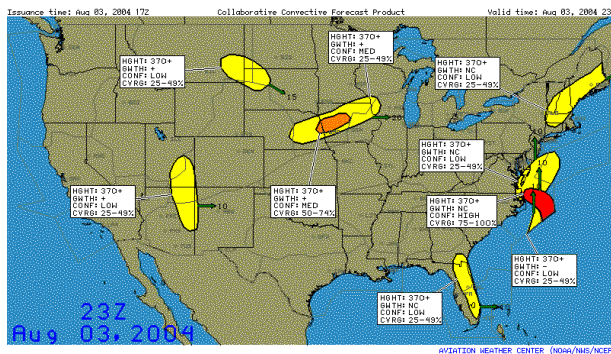 Issuance time: Aug 03, 2004 17Z
Collaborative Convective Forecast Product
Valid time: Aug 03, 2004 23
HGHT: 370+
GWTH: +
CONF: LOW
CVRG: 25-49%
HGHT: 370+
GWTH: +
CONF: MED
CVRG: 25-49%
HGHT: 370+
GWTH: NC
CONF: LOW
CVRG: 25-49%
15
20
HGHT: 370+
GWTH: NC
CONF: LOW
CVRG: 25-49%
10
HGHT: 370+
GWTH: +
CONF: LOW
CVRG: 25-49%
10
HGHT: 370+
GWTH: +
CONF: MED
CVRG: 50-74%
HGHT: 370+
GWTH: NC
CONF: HIGH
CVRG: 75-100%
HGHT: 370+
GWTH: -
CONF: LOW
CVRG: 25-49%
HGHT: 370+
GWTH: NC
CONF: LOW
CVRG: 25-49%
23Z
Aug 03, 2004
AVIATION WEATHER CENTER (NOAA/NWS/NCEP